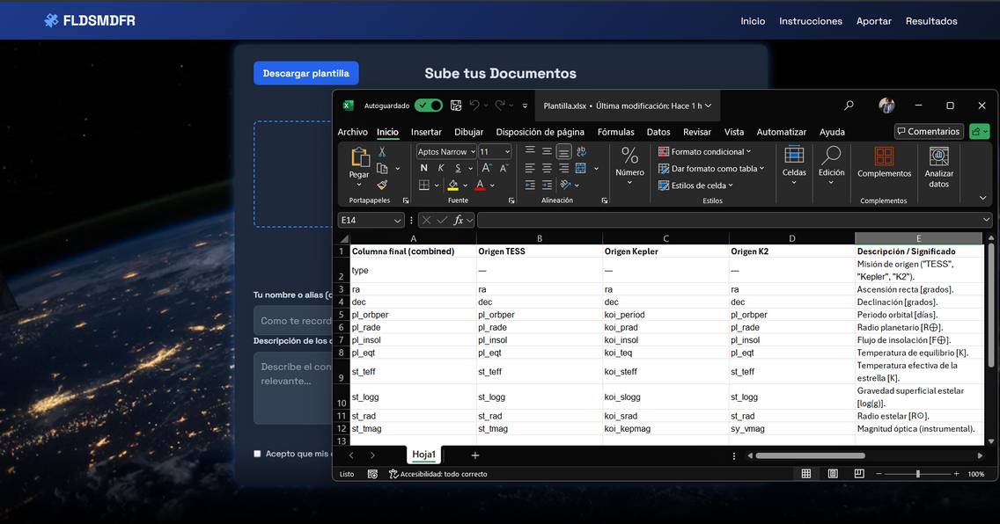 FLDSMDFR
Inicio Instrucciones Aportar Resultados
Descargar plantilla
Sube tus Documentos
Tu nombre o alias
Como te record
Descripción de los
Describe el con
relevante...
Acepto que mis
Autoguardado
Plantilla.xlsx • Última modificación: Hace 1 h
Archivo Inicio Insertar Dibujar Disposición de página Fórmulas Datos Revisar Vista Automatizar Ayuda Comentarios
Pegar
Portapapeles
Aptos Narrow 11
N K S
Fuente
Alineación
Número
Formato condicional
Dar formato como tabla
Estilos de celda
Estilos
Celdas
Edición
Complementos
Complementos
Analizar
datos
E14 fx
A B C D E
1 Columna final (combined) Origen TESS Origen Kepler Origen K2 Descripción / Significado
2 type — — — Misión de origen ("TESS",
"Kepler", "K2").
3 ra ra ra ra Ascensión recta [grados].
4 dec dec dec dec Declinación [grados].
5 pl_orbper pl_orbper koi_period pl_orbper Periodo orbital [días].
6 pl_rade pl_rade koi_prad pl_rade Radio planetario [R⊕].
7 pl_insol pl_insol koi_insol pl_insol Flujo de insolación [F⊕].
8 pl_eqt pl_eqt koi_teq pl_eqt Temperatura de equilibrio [K].
9 st_teff st_teff koi_steff st_teff Temperatura efectiva de la
estrella [K].
10 st_logg st_logg koi_slogg st_logg Gravedad superficial estelar
[log(g)].
11 st_rad st_rad koi_srad st_rad Radio estelar [R⊙].
12 st_tmag st_tmag koi_kepmag sy_vmag Magnitud óptica (instrumental).
13
Hoja1
Listo Accesibilidad: todo correcto 100%